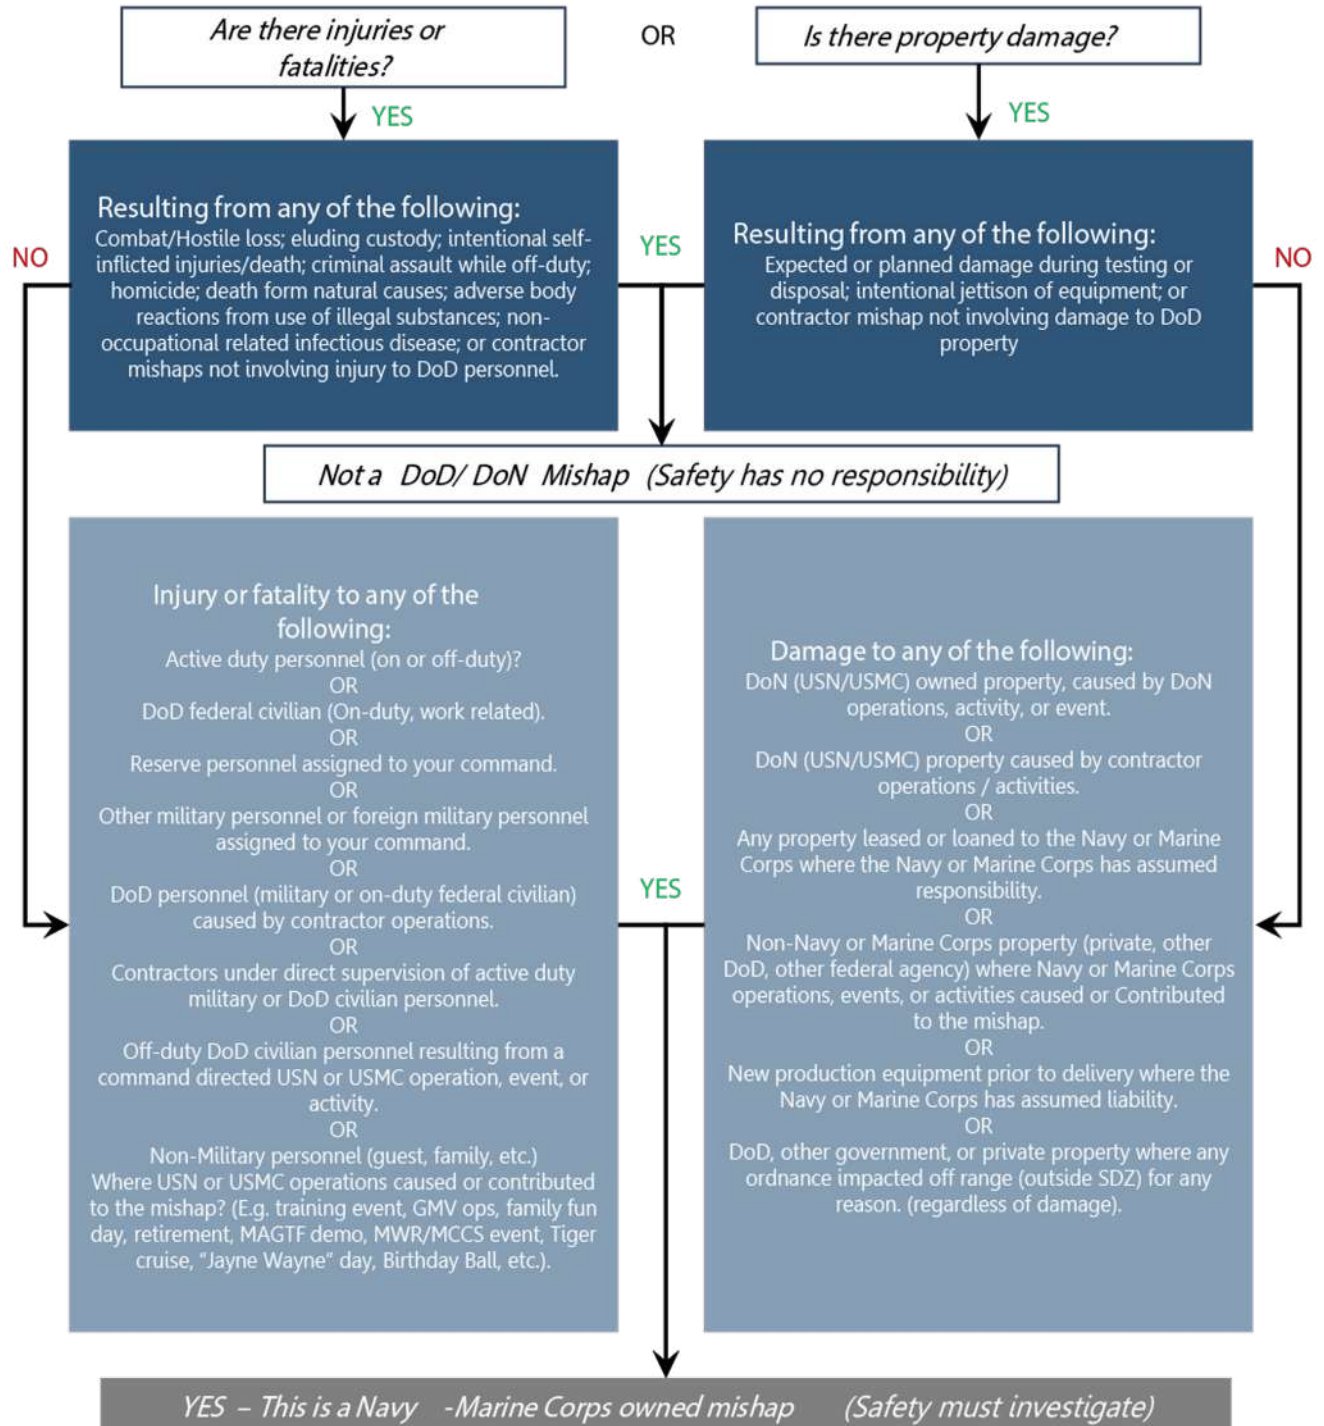 Are there injuries or
fatalities?
OR
Is there property damage?
YES
YES
Resulting from any of the following:
Combat/Hostile loss; eluding custody; intentional self-
inflicted injuries/death; criminal assault while off-duty;
homicide; death form natural causes; adverse body
reactions from use of illegal substances; non-
occupational related infectious disease; or contractor
mishaps not involving injury to DoD personnel.
NO
YES
Resulting from any of the following:
Expected or planned damage during testing or
disposal; intentional jettison of equipment; or
contractor mishap not involving damage to DoD
property
NO
Not a DoD/ DoN Mishap (Safety has no responsibility)
Injury or fatality to any of the
following:
Active duty personnel (on or off-duty)?
OR
DoD federal civilian (On-duty, work related).
OR
Reserve personnel assigned to your command.
OR
Other military personnel or foreign military personnel
assigned to your command.
OR
DoD personnel (military or on-duty federal civilian)
caused by contractor operations.
OR
Contractors under direct supervision of active duty
military or DoD civilian personnel.
OR
Off-duty DoD civilian personnel resulting from a
command directed USN or USMC operation, event, or
activity.
OR
Non-Military personnel (guest, family, etc.)
Where USN or USMC operations caused or contributed
to the mishap? (E.g. training event, GMV ops, family fun
day, retirement, MAGTF demo, MWR/MCCS event, Tiger
cruise, "Jayne Wayne" day, Birthday Ball, etc.).
YES
Damage to any of the following:
DoN (USN/USMC) owned property, caused by DoN
operations, activity, or event.
OR
DoN (USN/USMC) property caused by contractor
operations / activities.
OR
Any property leased or loaned to the Navy or Marine
Corps where the Navy or Marine Corps has assumed
responsibility.
OR
Non-Navy or Marine Corps property (private, other
DoD, other federal agency) where Navy or Marine Corps
operations, events, or activities caused or Contributed
to the mishap.
OR
New production equipment prior to delivery where the
Navy or Marine Corps has assumed liability.
OR
DoD, other government, or private property where any
ordnance impacted off range (outside SDZ) for any
reason. (regardless of damage).
YES – This is a Navy -Marine Corps owned mishap (Safety must investigate)